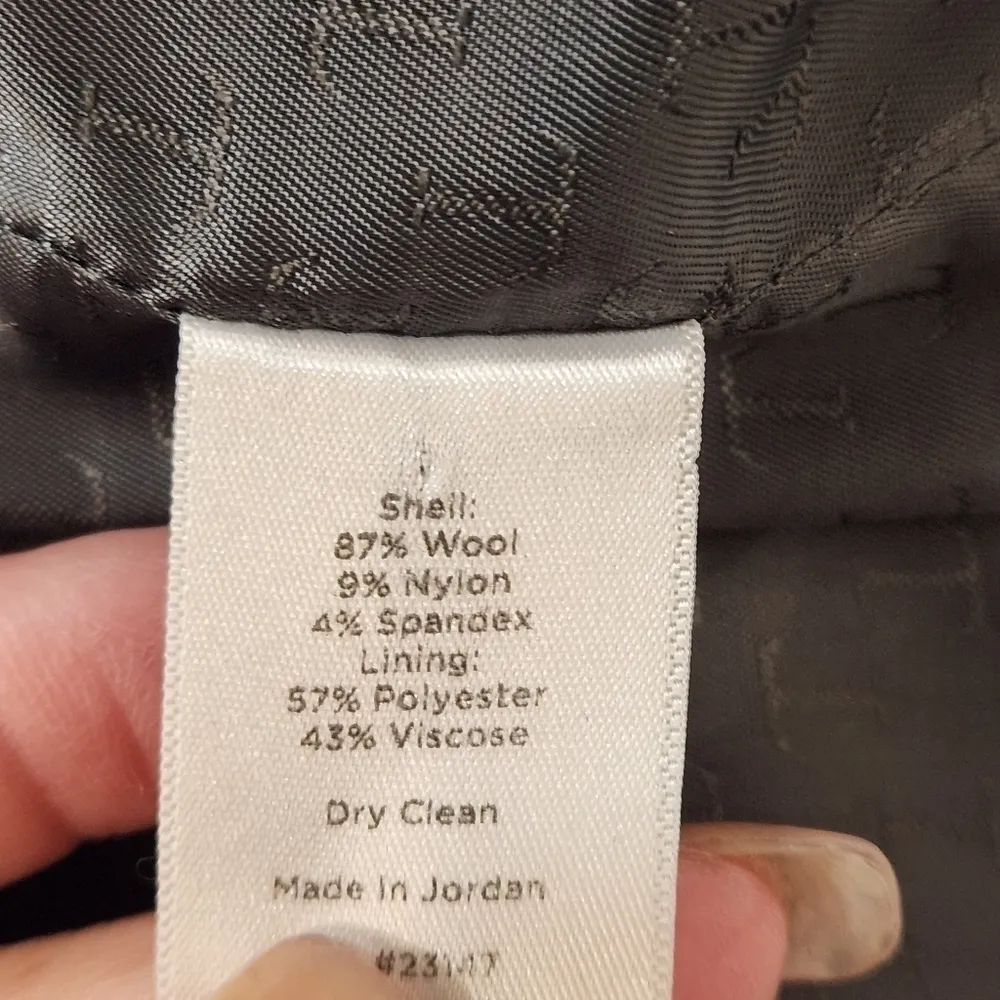 Shell:
87% Wool
9% Nylon
4% Spandex
Lining:
57% Polyester
43% Viscose
Dry Clean
Made In Jordan